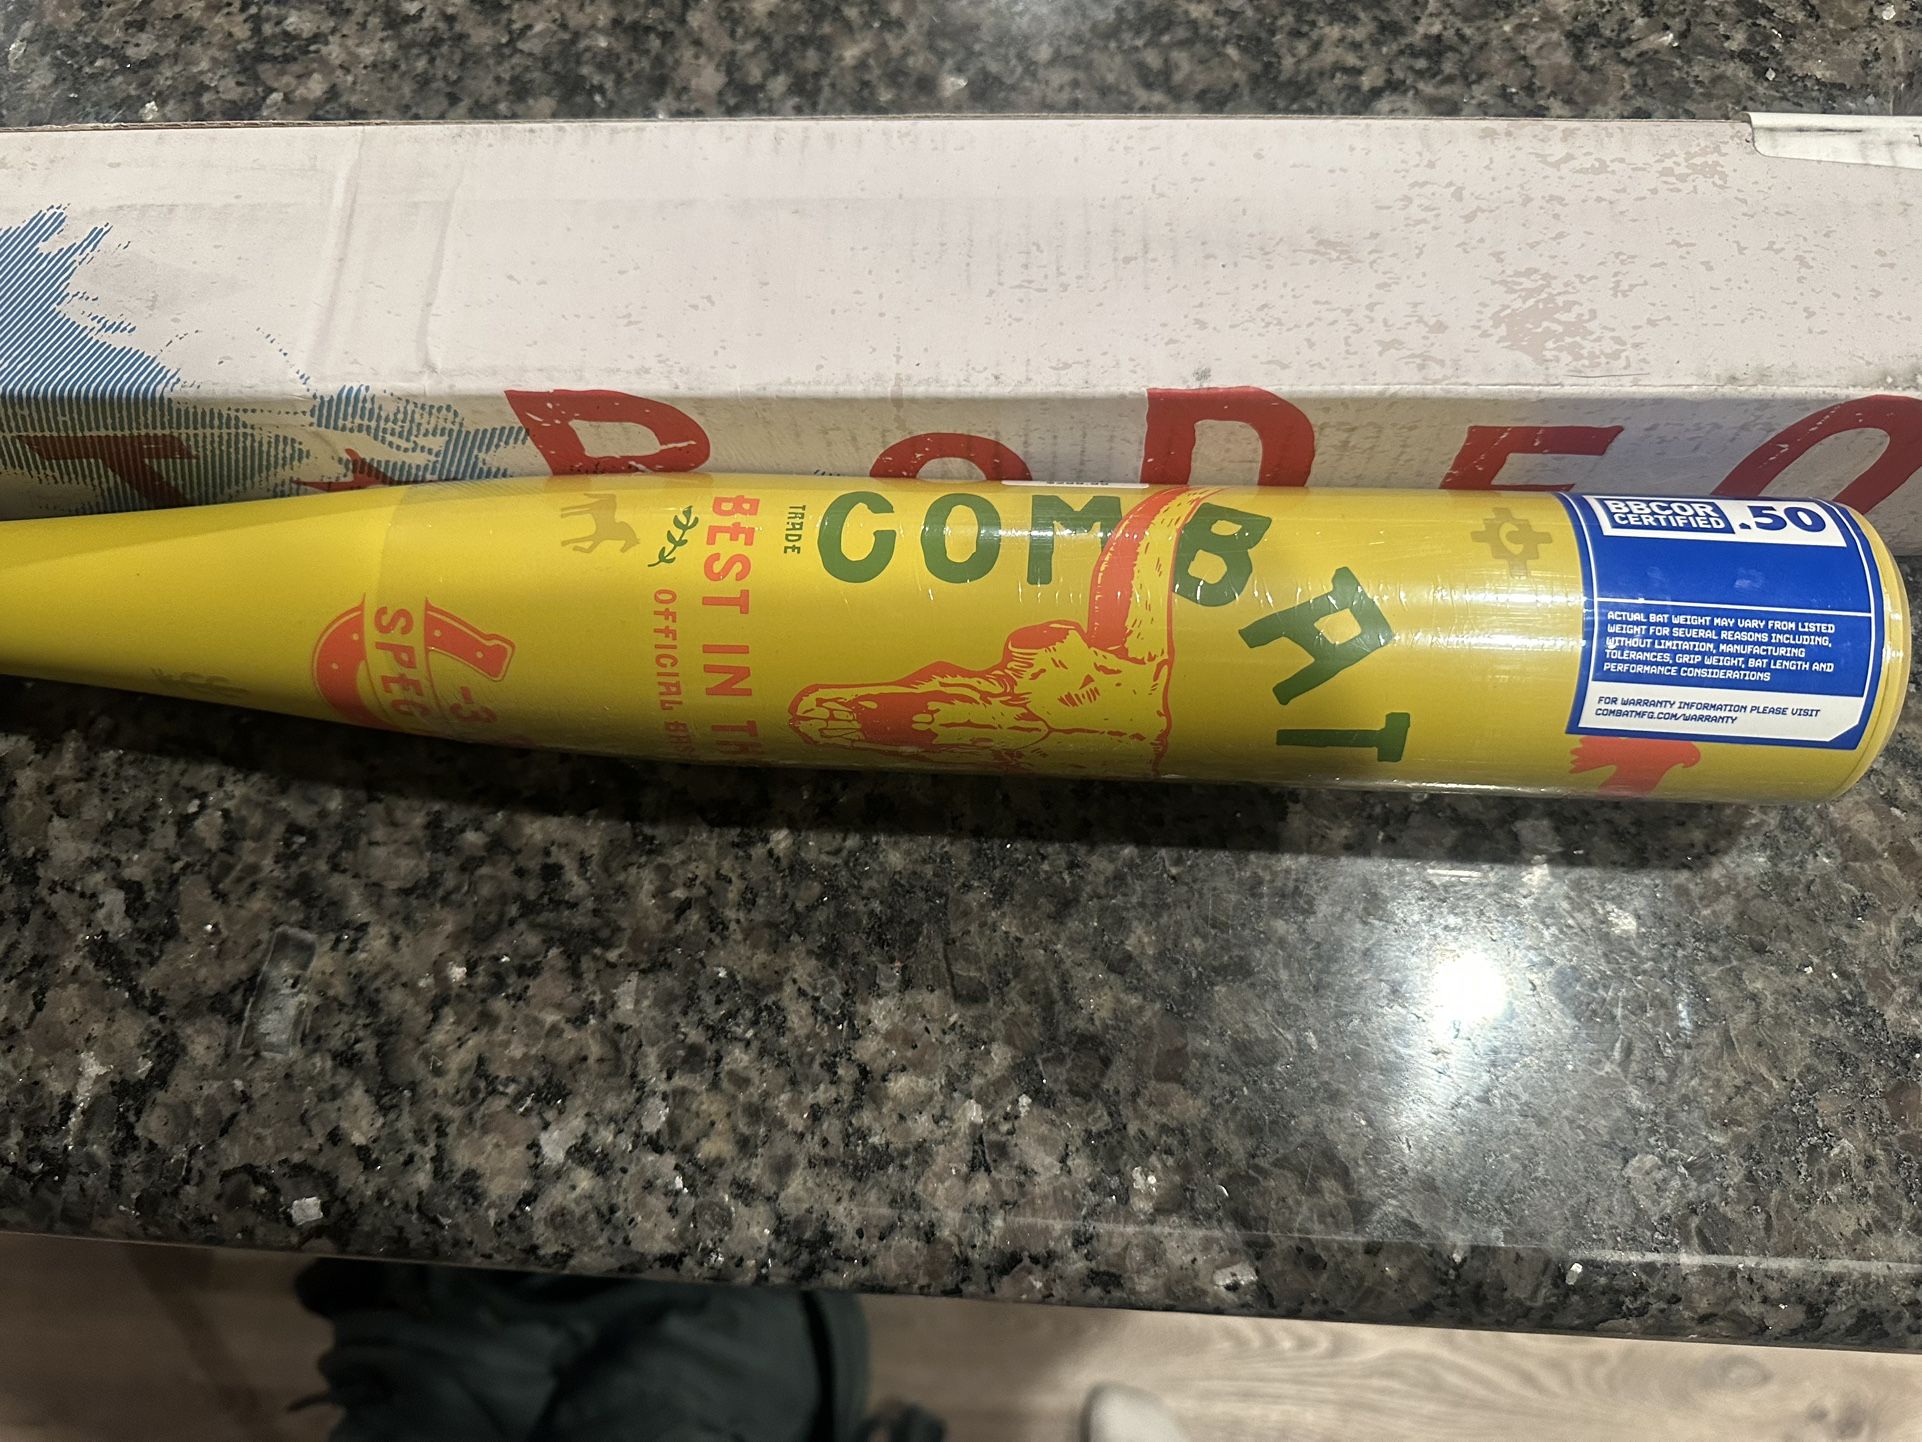 RODEO
COMBAT
TRADE
BEST IN
OFFICIAL
SPEC
-3
BBCOR
CERTIFIED
.50
ACTUAL BAT WEIGHT MAY VARY FROM LISTED
WEIGHT FOR SEVERAL REASONS INCLUDING,
WITHOUT LIMITATION, MANUFACTURING
TOLERANCES, GRIP WEIGHT, BAT LENGTH AND
PERFORMANCE CONSIDERATIONS
FOR WARRANTY INFORMATION PLEASE VISIT
COMBATMFG.COM/WARRANTY